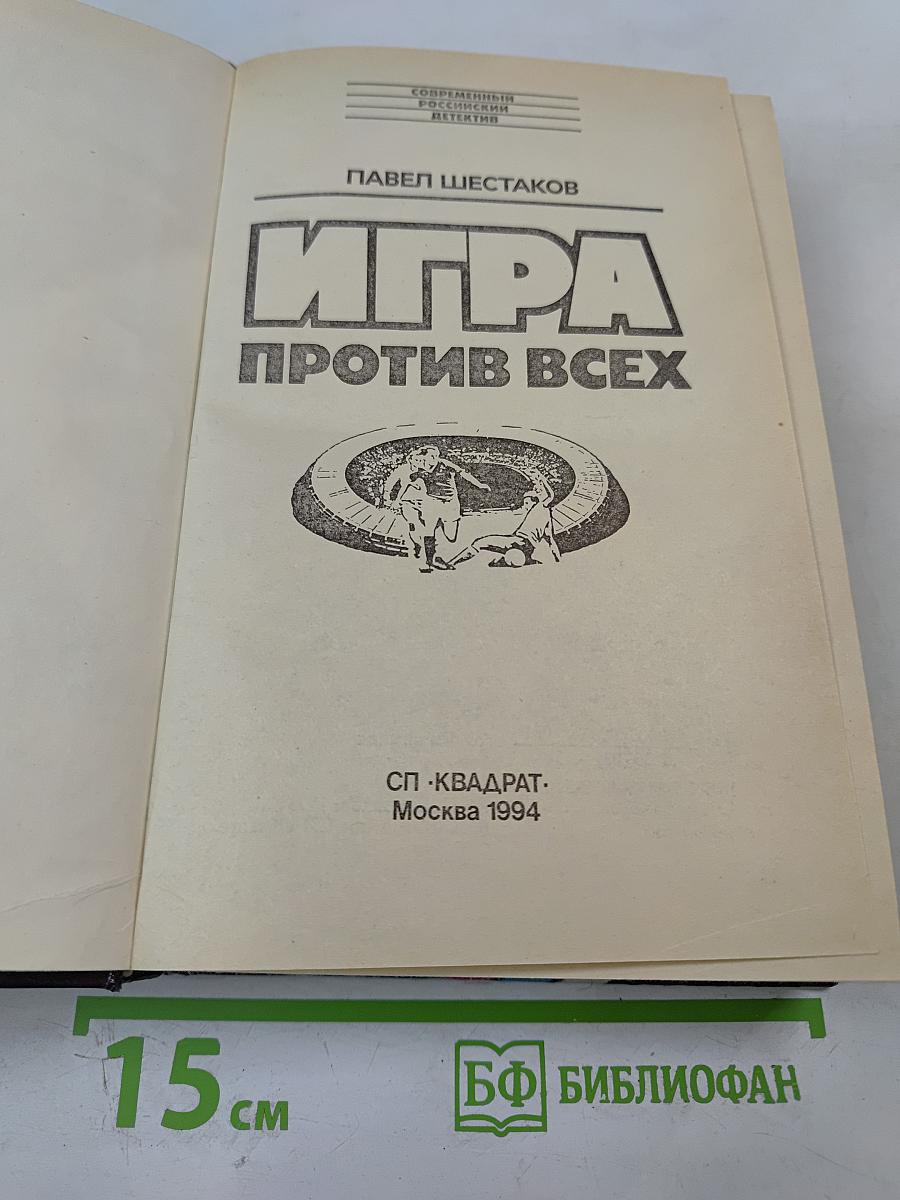 СОВРЕМЕННЫЙ
РОССИЙСКИЙ
ДЕТЕКТИВ
ПАВЕЛ ШЕСТАКОВ
ИГРА
ПРОТИВ ВСЕХ
СП ·КВАДРАТ·
Москва 1994
15 см
БФ БИБЛИОФАН